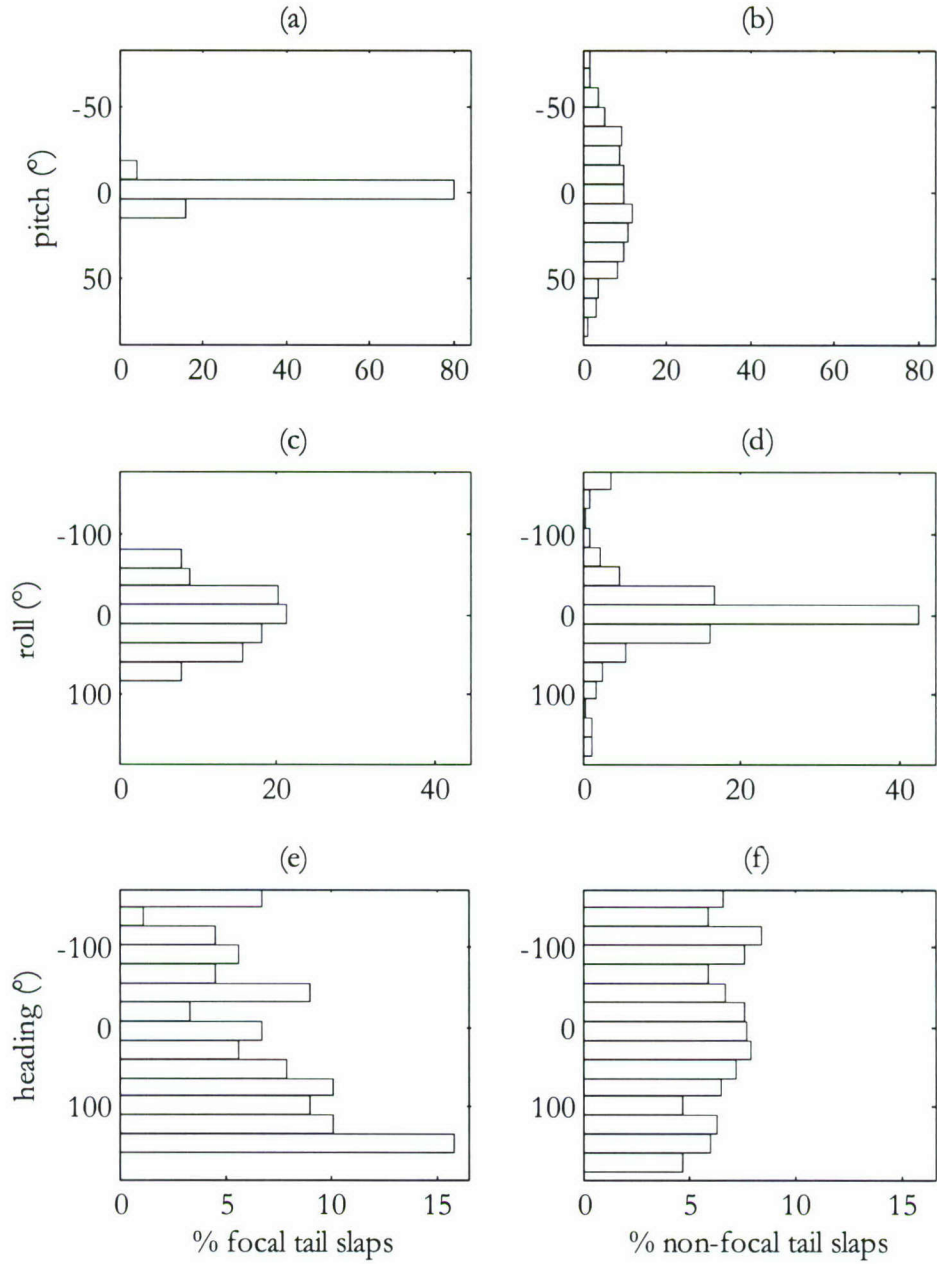 (a)
(b)
pitch (°)
-50
0
50
-50
0
50
0 20 40 60 80
0 20 40 60 80
(c)
(d)
roll (°)
-100
0
100
-100
0
100
0 20 40
0 20 40
(e)
(f)
heading (°)
-100
0
100
-100
0
100
0 5 10 15
0 5 10 15
% focal tail slaps
% non-focal tail slaps